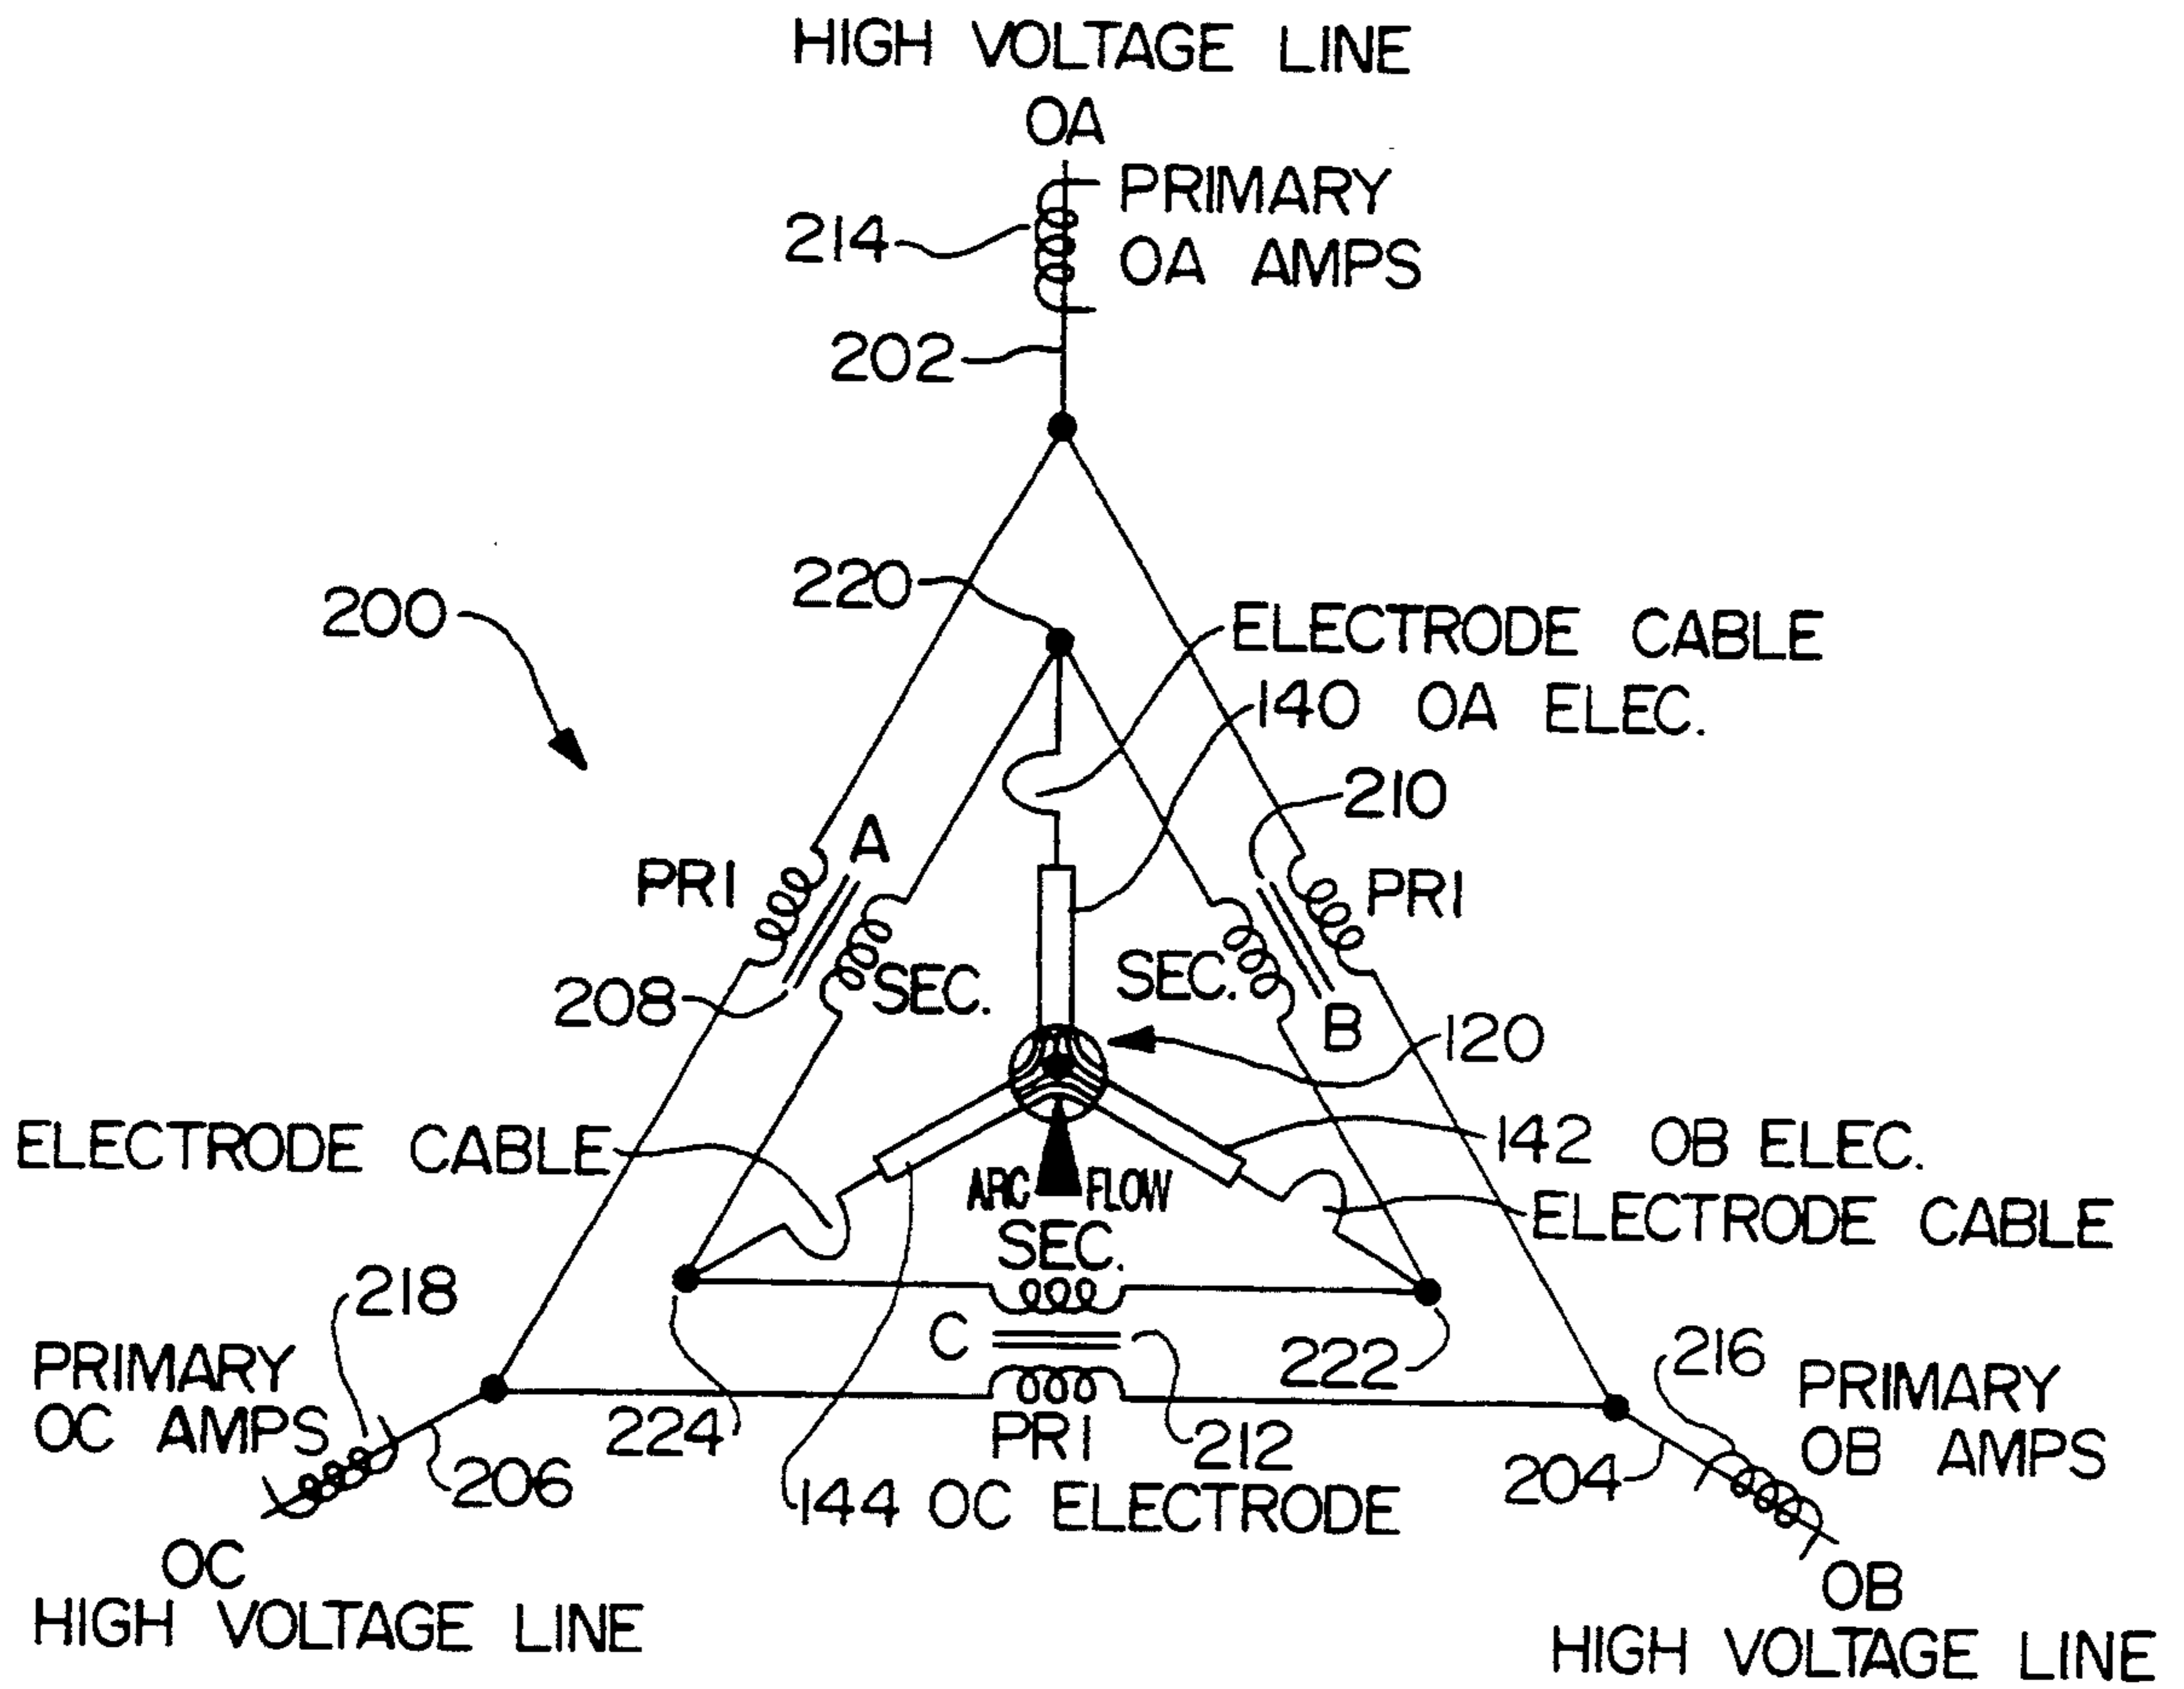 HIGH VOLTAGE LINE
OA
PRIMARY
OA AMPS
214
202
220
200
ELECTRODE CABLE
140 OA ELEC.
210
A
PRI
PRI
SEC.
SEC.
208
B
120
ELECTRODE CABLE
142 OB ELEC.
ARC FLOW
ELECTRODE CABLE
SEC.
218
C
222
216
PRIMARY
OC AMPS
PRIMARY
OB AMPS
224
PRI
212
206
204
144 OC ELECTRODE
OC
HIGH VOLTAGE LINE
OB
HIGH VOLTAGE LINE